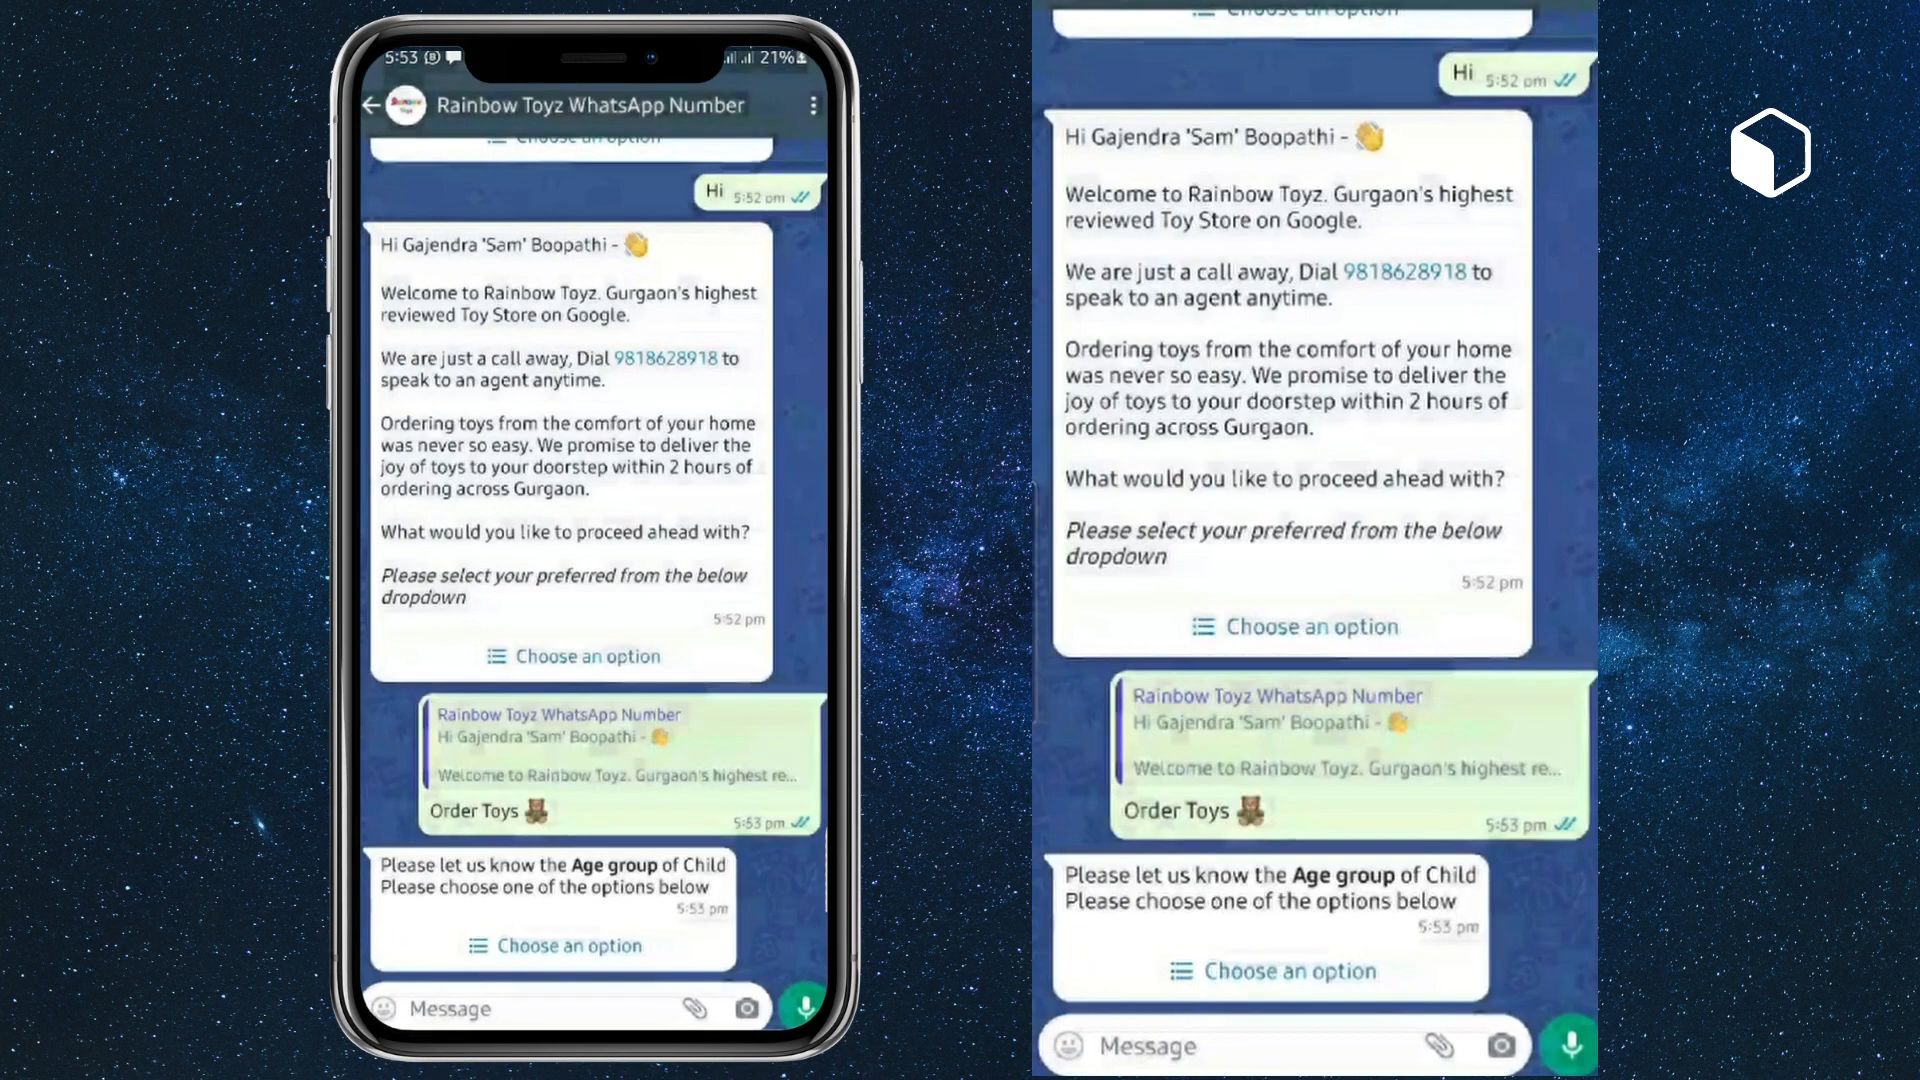 5:53
21%
Rainbow Toyz WhatsApp Number
Choose an option
Hi
5:52 pm
Hi Gajendra 'Sam' Boopathi - 👋
Welcome to Rainbow Toyz. Gurgaon's highest
reviewed Toy Store on Google.
We are just a call away, Dial 9818628918 to
speak to an agent anytime.
Ordering toys from the comfort of your home
was never so easy. We promise to deliver the
joy of toys to your doorstep within 2 hours of
ordering across Gurgaon.
What would you like to proceed ahead with?
Please select your preferred from the below
dropdown
5:52 pm
Choose an option
Rainbow Toyz WhatsApp Number
Hi Gajendra 'Sam' Boopathi - 👋
Welcome to Rainbow Toyz. Gurgaon's highest re...
Order Toys 🧸
5:53 pm
Please let us know the Age group of Child
Please choose one of the options below
5:53 pm
Choose an option
Message
Choose an option
Hi
5:52 pm
Hi Gajendra 'Sam' Boopathi - 👋
Welcome to Rainbow Toyz. Gurgaon's highest
reviewed Toy Store on Google.
We are just a call away, Dial 9818628918 to
speak to an agent anytime.
Ordering toys from the comfort of your home
was never so easy. We promise to deliver the
joy of toys to your doorstep within 2 hours of
ordering across Gurgaon.
What would you like to proceed ahead with?
Please select your preferred from the below
dropdown
5:52 pm
Choose an option
Rainbow Toyz WhatsApp Number
Hi Gajendra 'Sam' Boopathi - 👋
Welcome to Rainbow Toyz. Gurgaon's highest re...
Order Toys 🧸
5:53 pm
Please let us know the Age group of Child
Please choose one of the options below
5:53 pm
Choose an option
Message